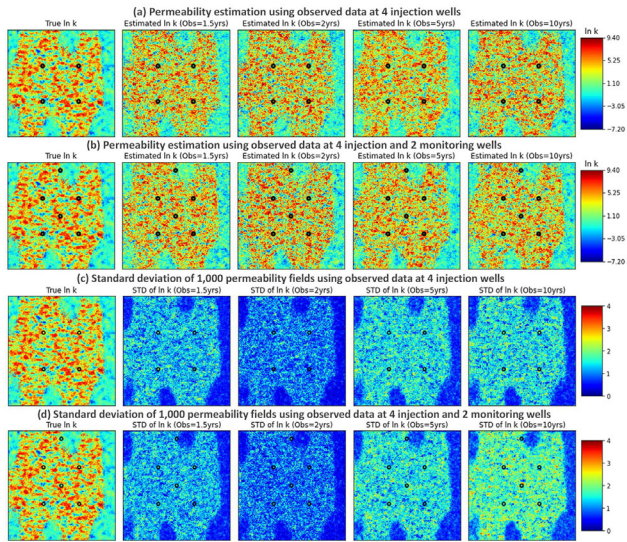 (a) Permeability estimation using observed data at 4 injection wells
True ln k Estimated ln k (Obs=1.5yrs) Estimated ln k (Obs=2yrs) Estimated ln k (Obs=5yrs) Estimated ln k (Obs=10yrs) ln k
9.40
5.25
1.10
-3.05
-7.20
(b) Permeability estimation using observed data at 4 injection and 2 monitoring wells
True ln k Estimated ln k (Obs=1.5yrs) Estimated ln k (Obs=2yrs) Estimated ln k (Obs=5yrs) Estimated ln k (Obs=10yrs) ln k
9.40
5.25
1.10
-3.05
-7.20
(c) Standard deviation of 1,000 permeability fields using observed data at 4 injection wells
True ln k STD of ln k (Obs=1.5yrs) STD of ln k (Obs=2yrs) STD of ln k (Obs=5yrs) STD of ln k (Obs=10yrs)
4
3
2
1
0
(d) Standard deviation of 1,000 permeability fields using observed data at 4 injection and 2 monitoring wells
True ln k STD of ln k (Obs=1.5yrs) STD of ln k (Obs=2yrs) STD of ln k (Obs=5yrs) STD of ln k (Obs=10yrs)
4
3
2
1
0